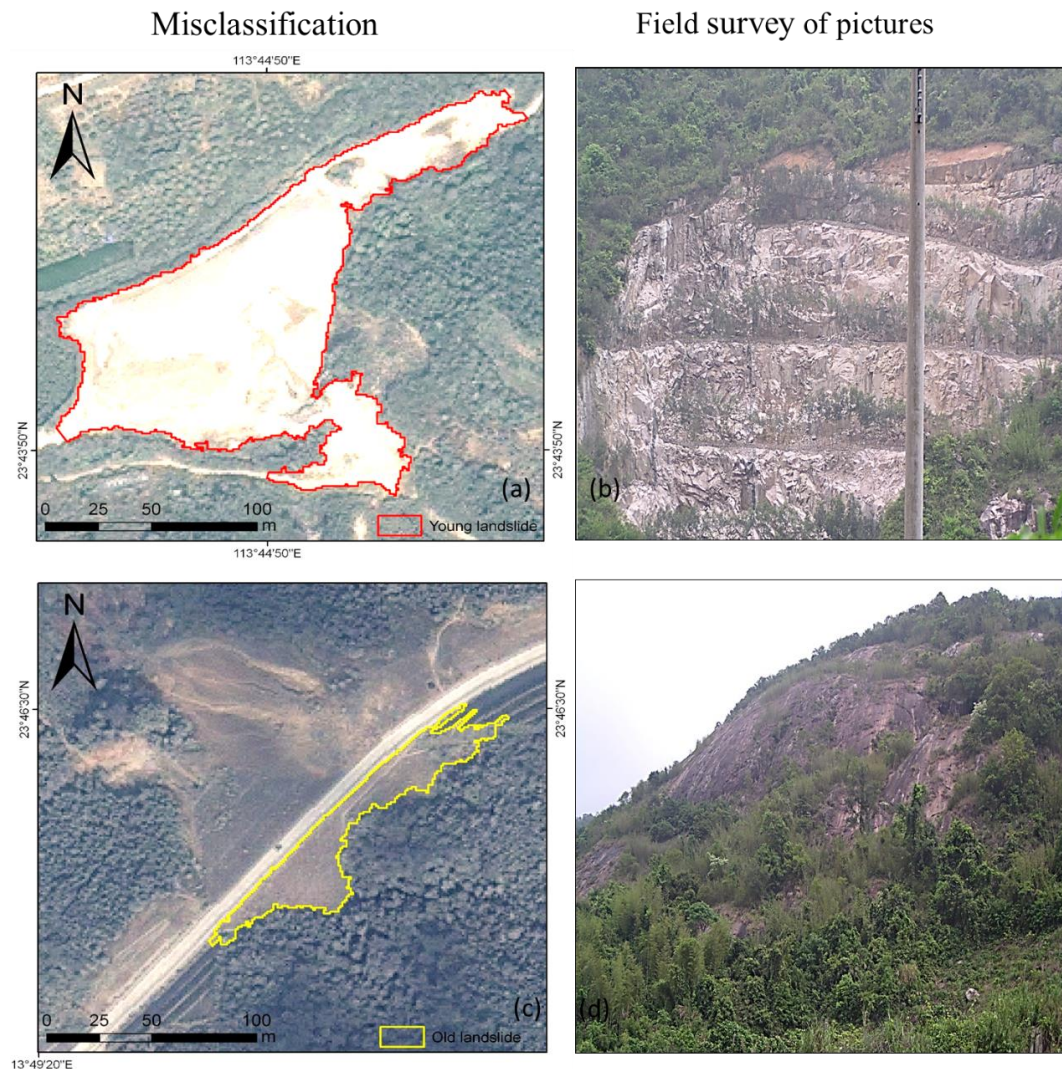 Misclassification
Field survey of pictures
113°44'50"E
N
23°43'50"N
23°43'50"N
(a)
(b)
0 25 50 100
m
Young landslide
113°44'50"E
N
23°46'30"N
23°46'30"N
(c)
(d)
0 25 50 100
m
Old landslide
13°49'20"E